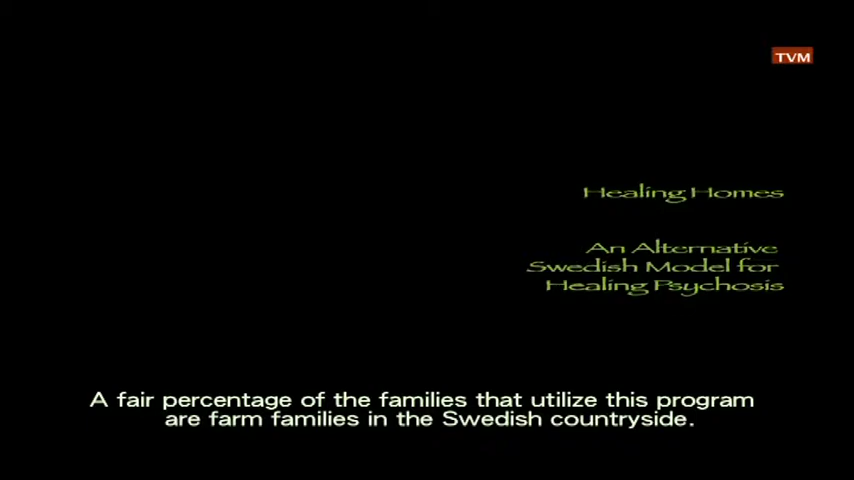 TVM
Healing Homes
An Alternative
Swedish Model for
Healing Psychosis
A fair percentage of the families that utilize this program
are farm families in the Swedish countryside.